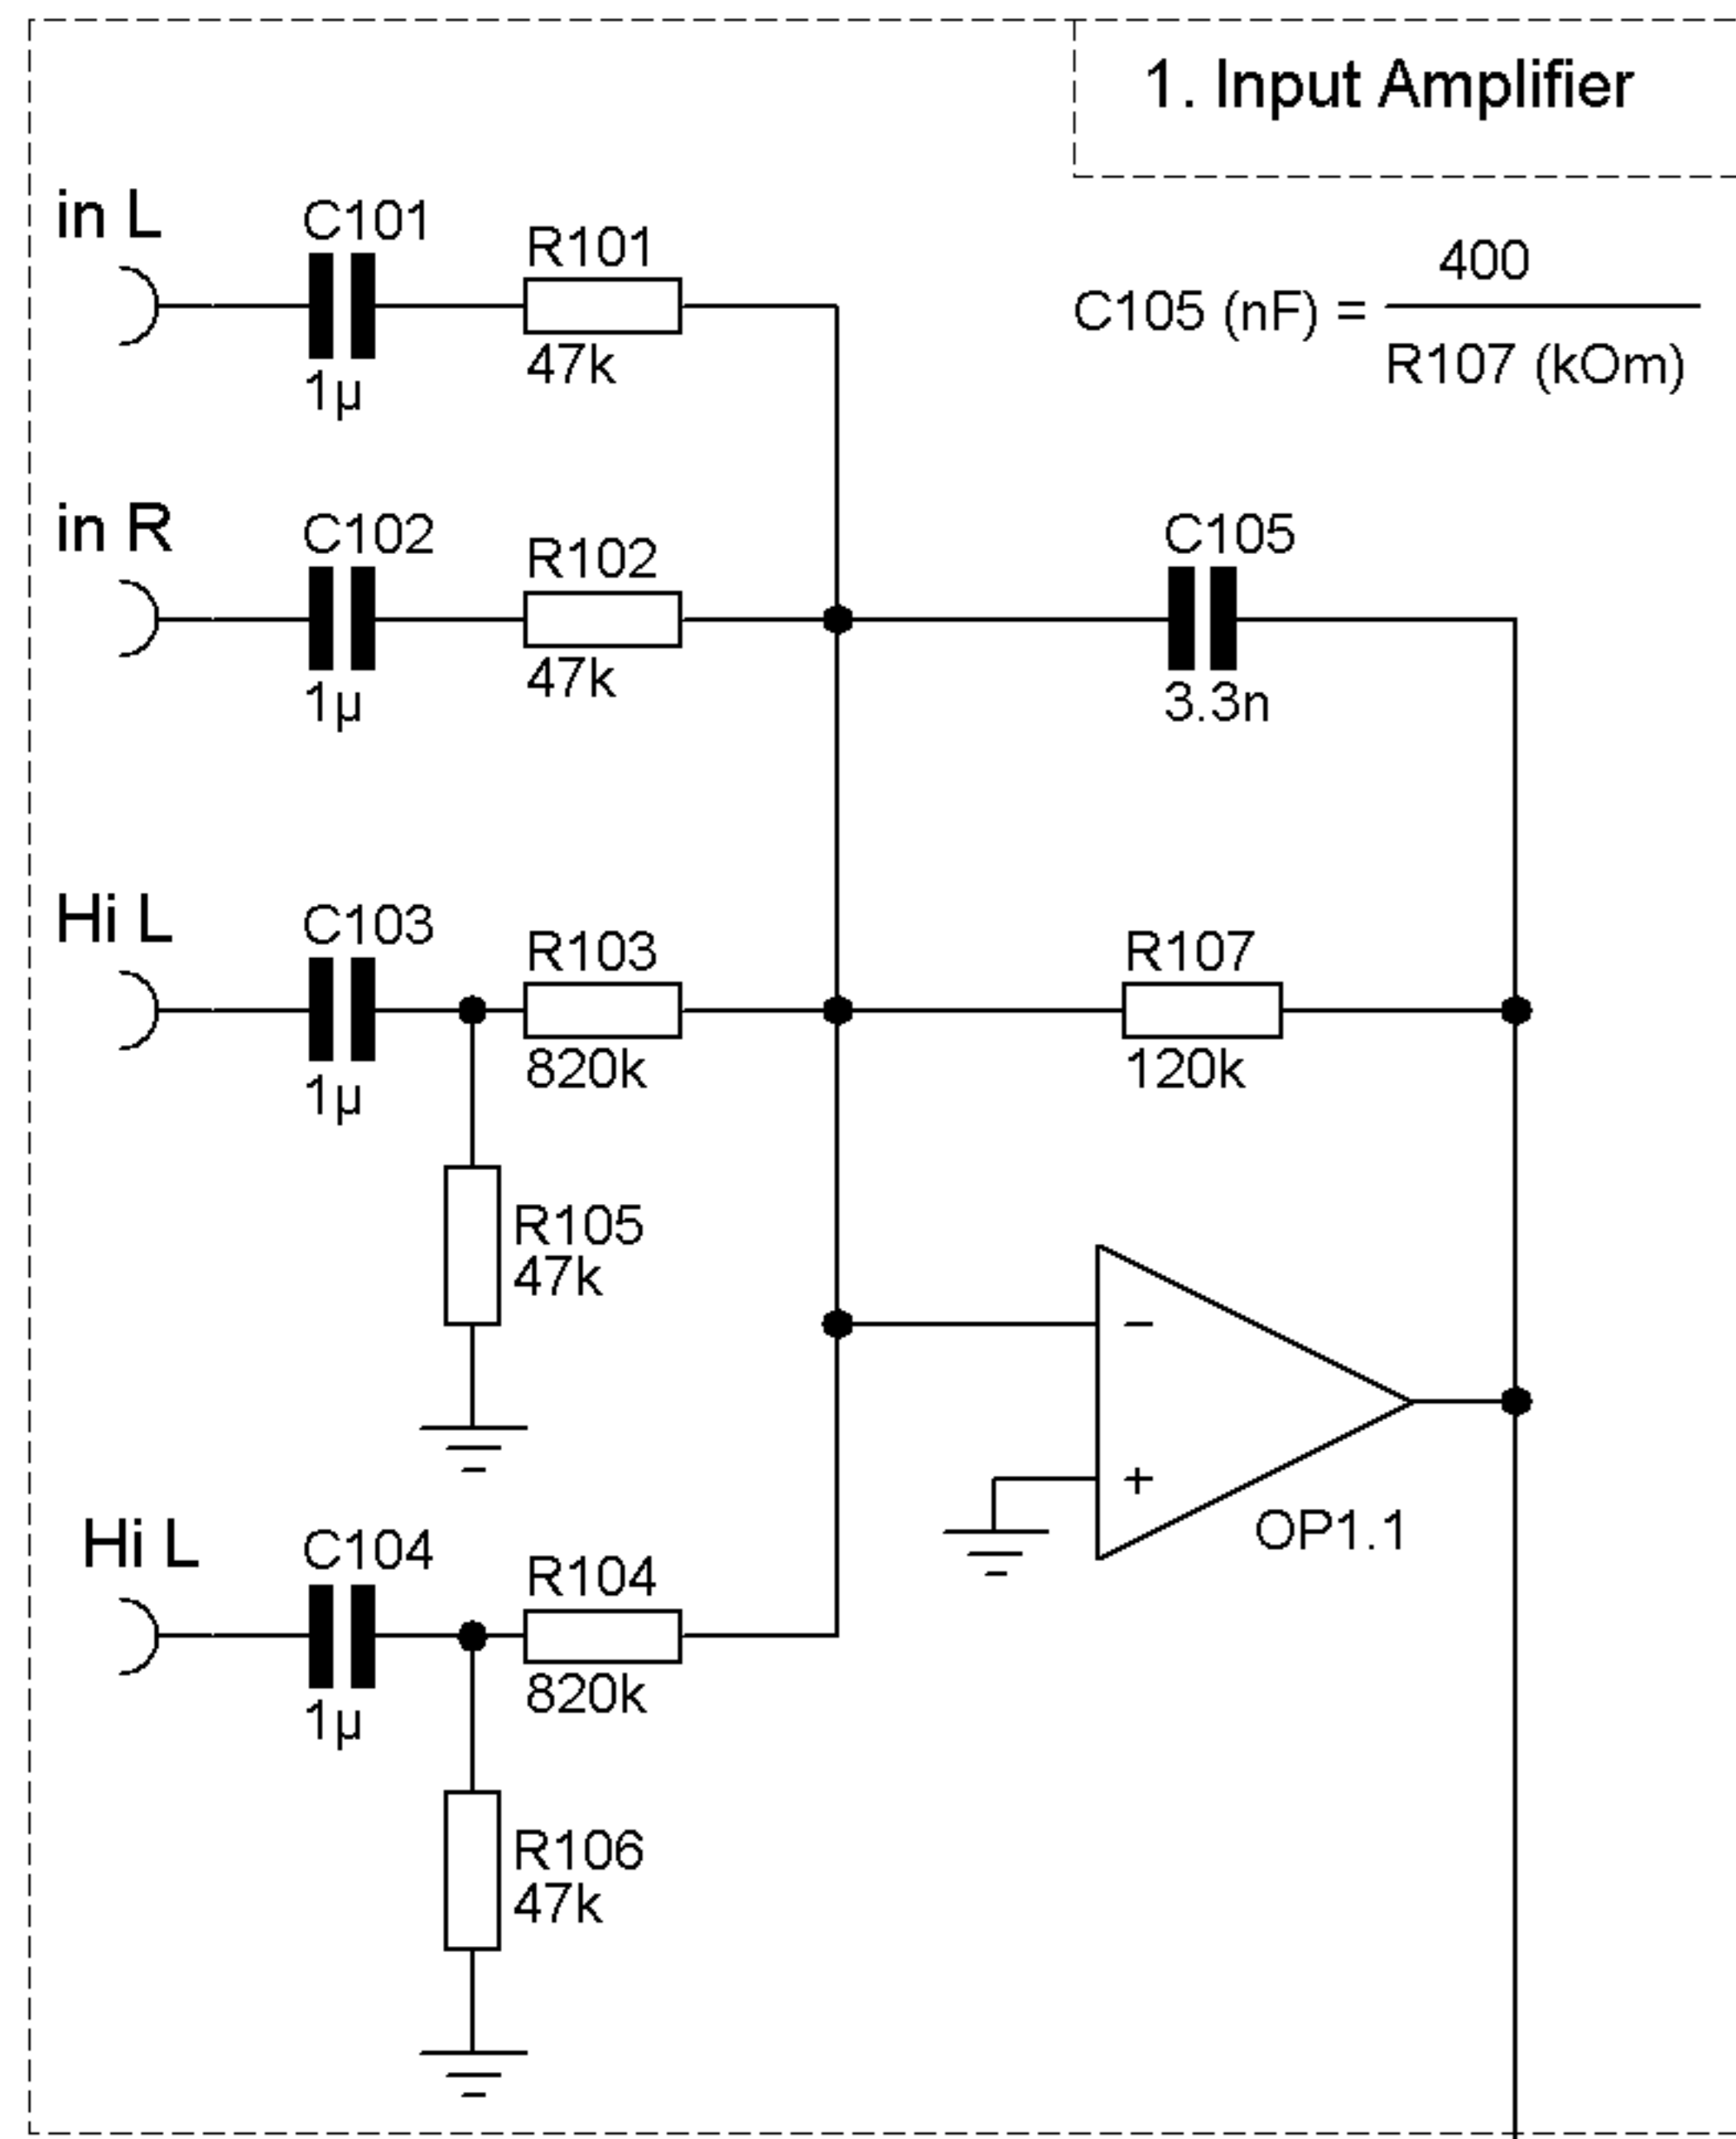 1. Input Amplifier
in L
C101
1µ
R101
47k
C105 (nF) =
400
R107 (kOm)
in R
C102
1µ
R102
47k
C105
3.3n
Hi L
C103
1µ
R103
820k
R107
120k
R105
47k
−
+
OP1.1
Hi L
C104
1µ
R104
820k
R106
47k